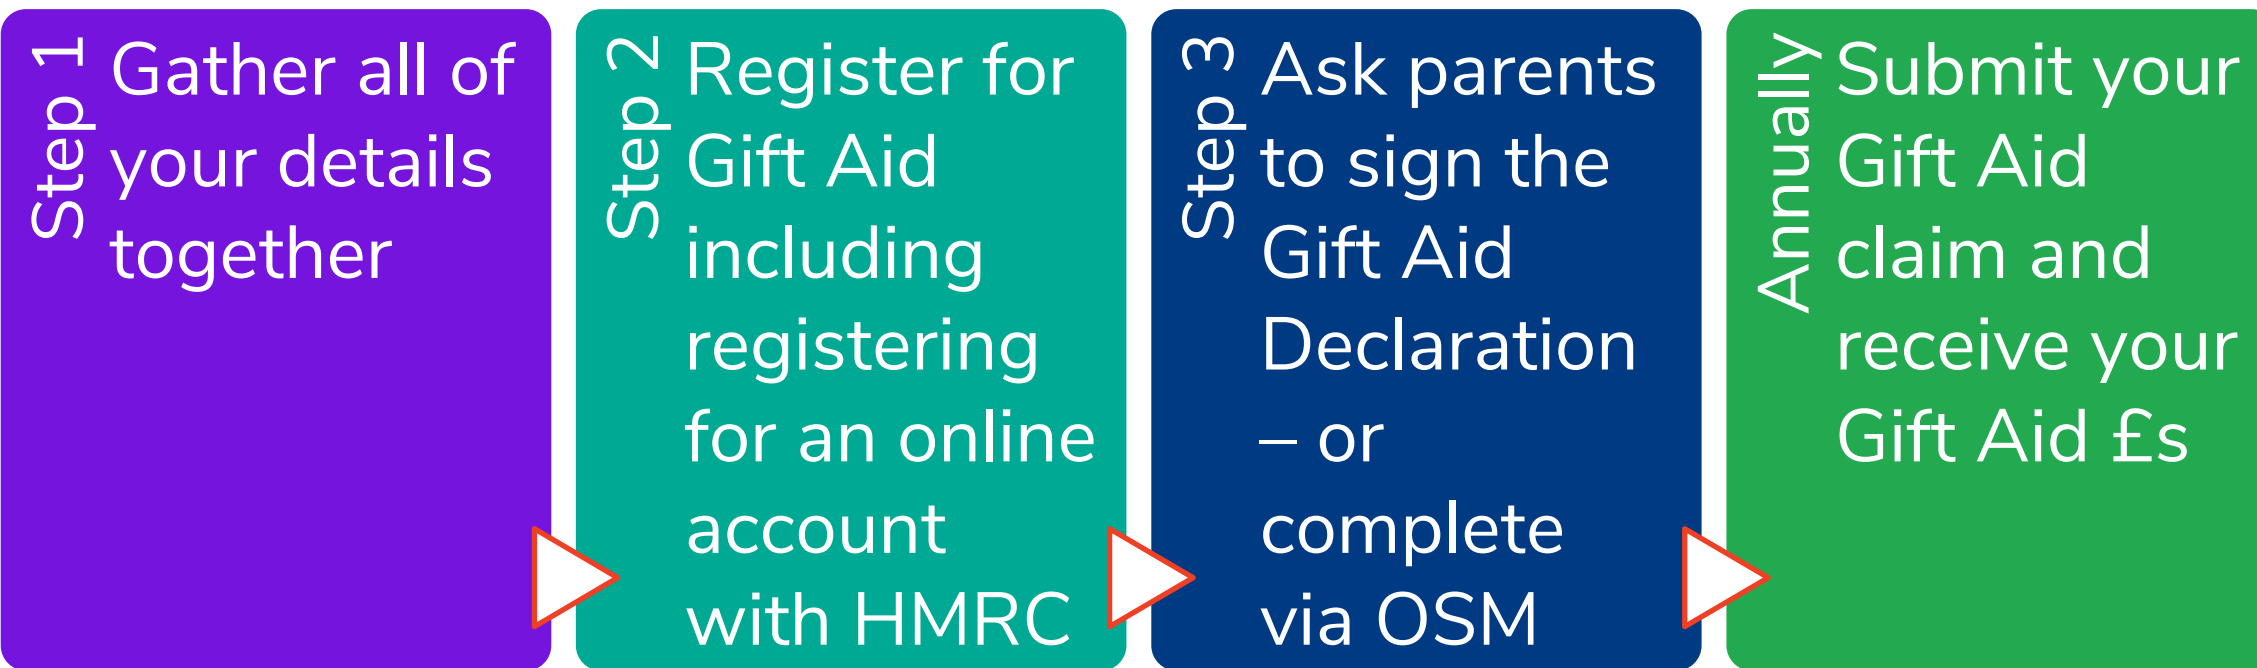 Step 1
Gather all of
your details
together
Step 2
Register for
Gift Aid
including
registering
for an online
account
with HMRC
Step 3
Ask parents
to sign the
Gift Aid
Declaration
– or
complete
via OSM
Annually
Submit your
Gift Aid
claim and
receive your
Gift Aid £s